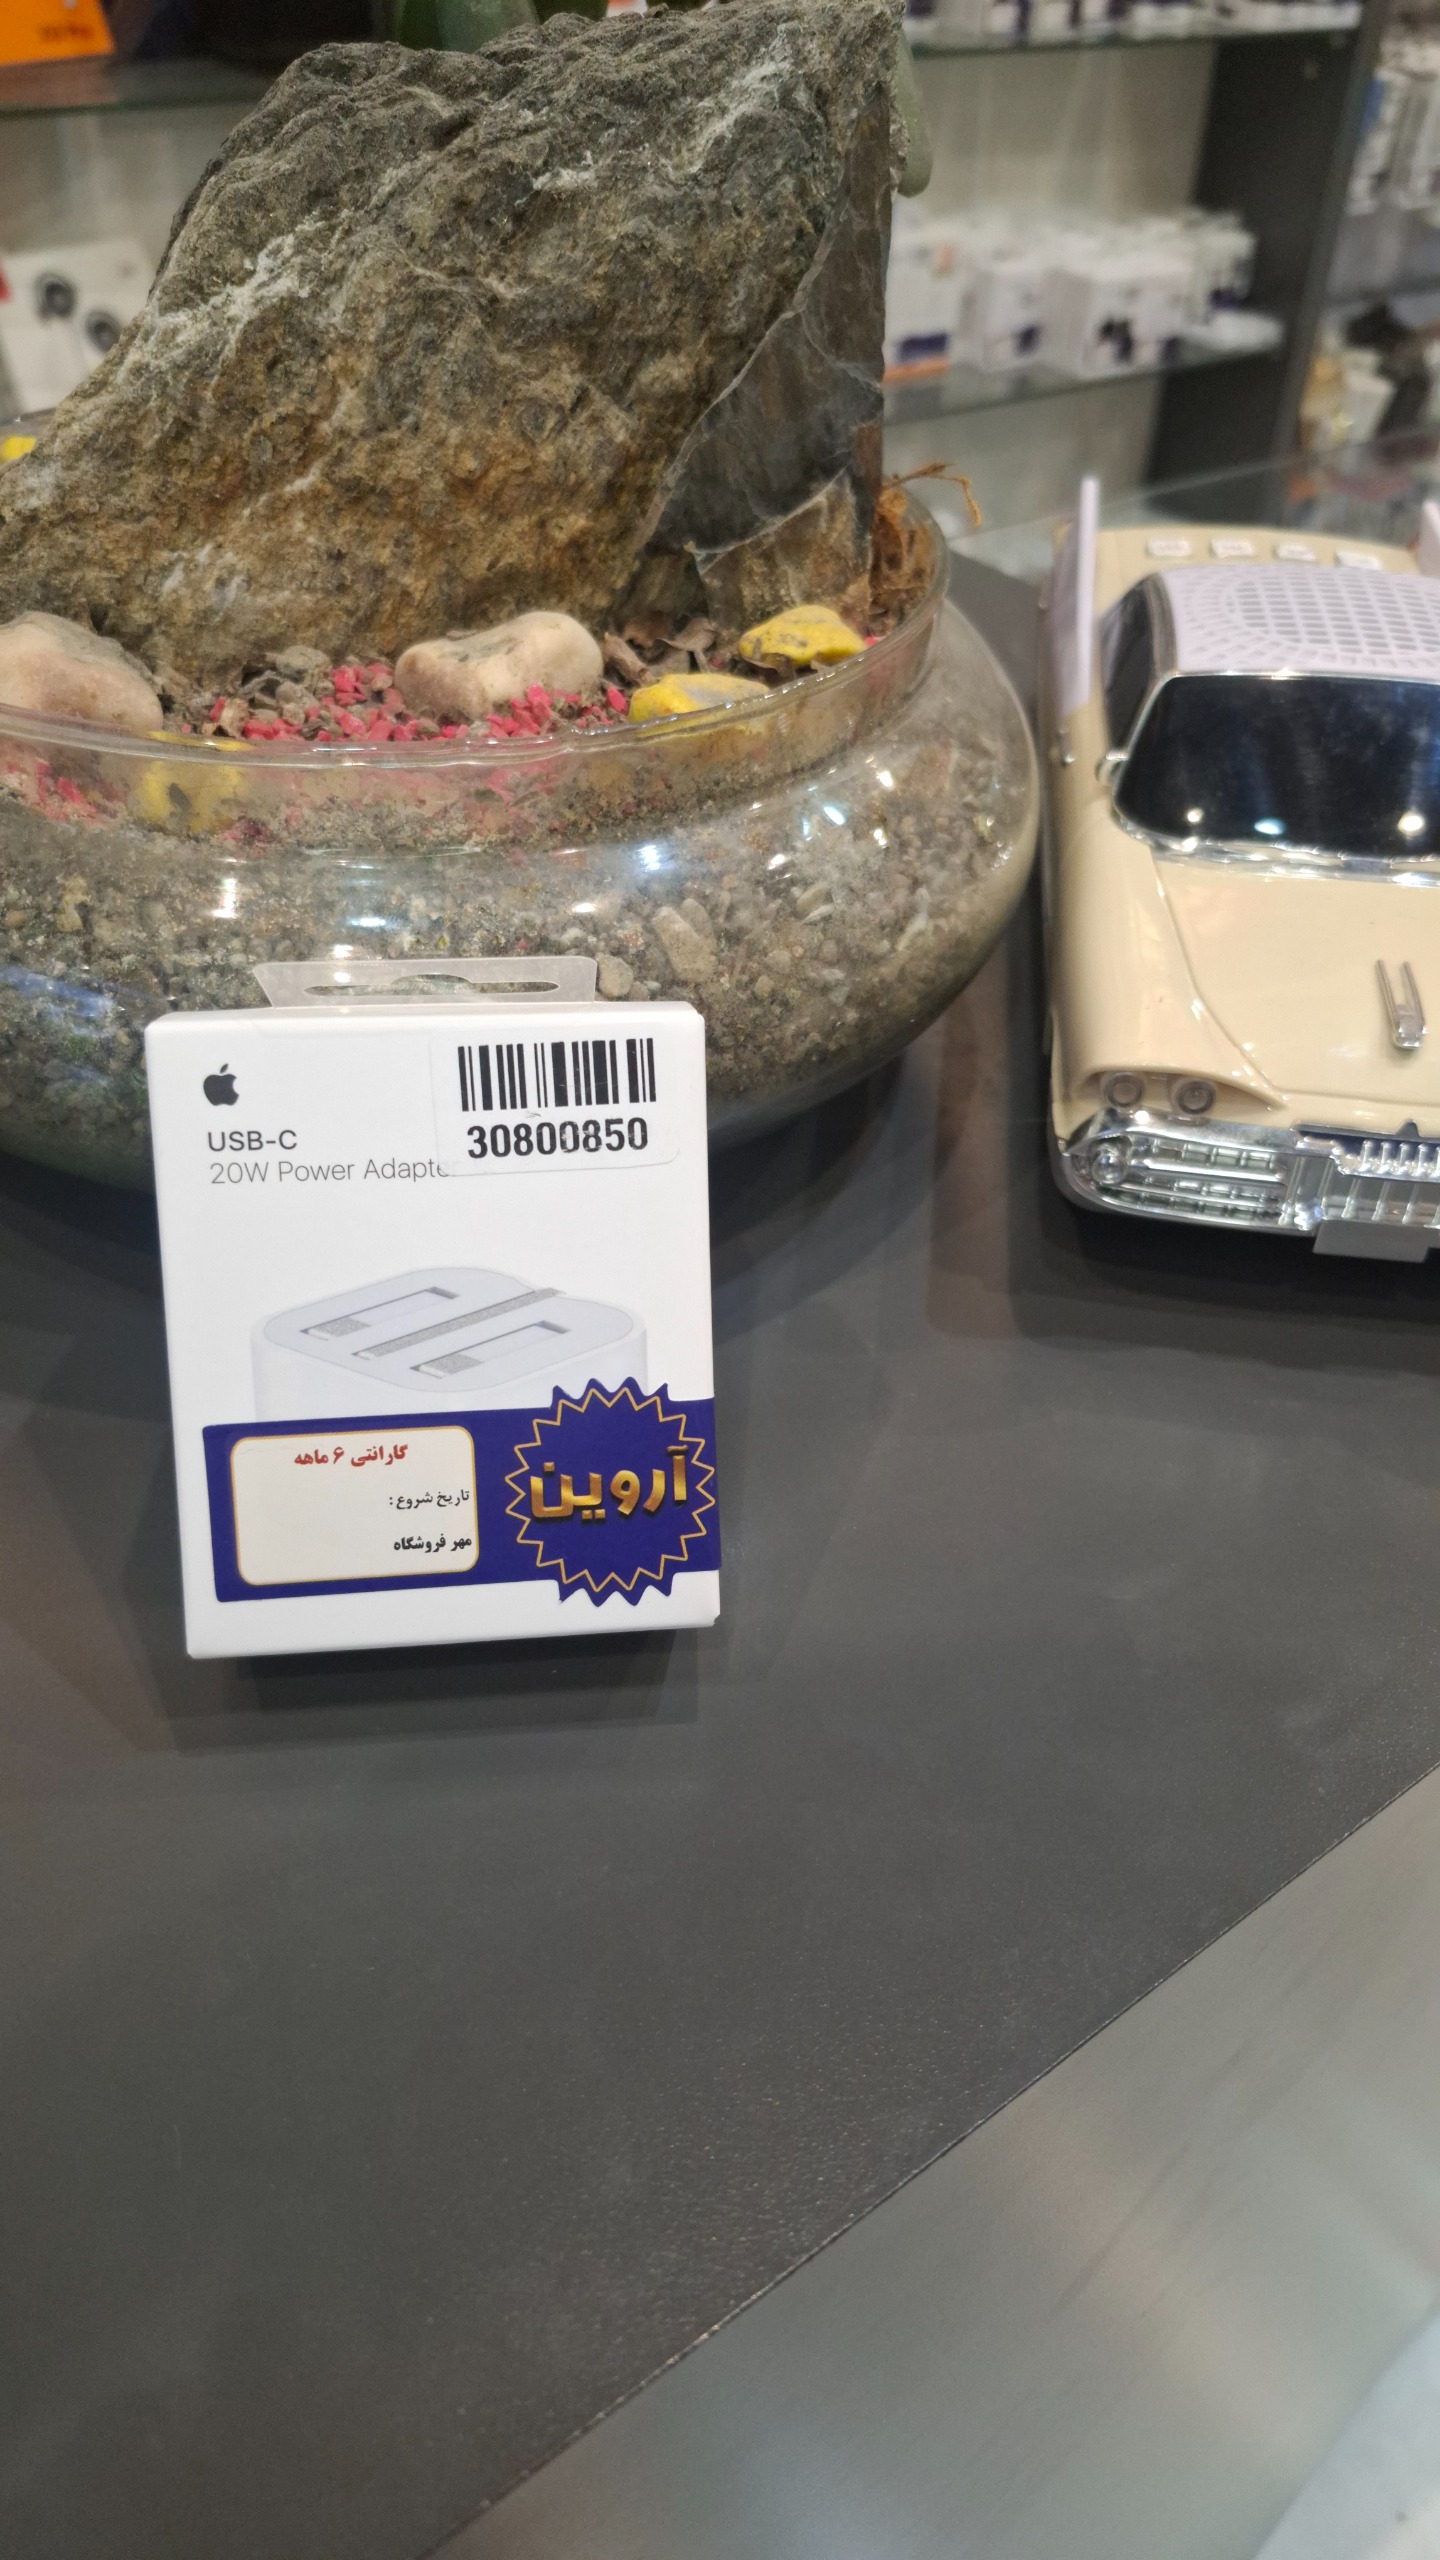 30800850
USB-C
20W Power Adapte
گارانتی ۶ ماهه
تاریخ شروع :
مهر فروشگاه
آروین